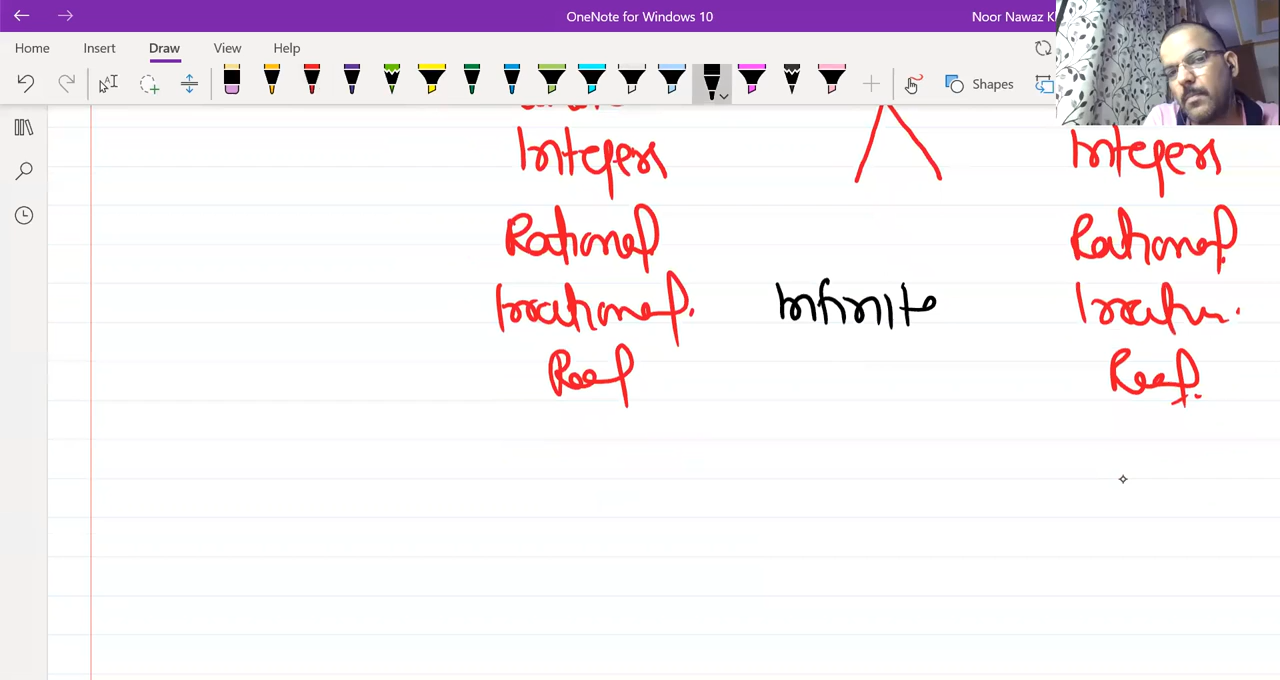 OneNote for Windows 10
Noor Nawaz K
Home Insert Draw View Help
Shapes
Integers Integers
Rational Rational.
Irrational. Infinite Irration.
Real Real.